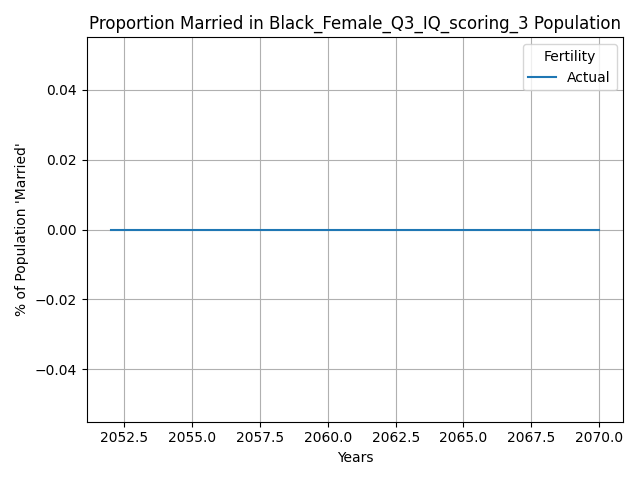 Proportion Married in Black_Female_Q3_IQ_scoring_3 Population
Fertility
Actual
% of Population 'Married'
0.04
0.02
0.00
−0.02
−0.04
2052.5 2055.0 2057.5 2060.0 2062.5 2065.0 2067.5 2070.0
Years